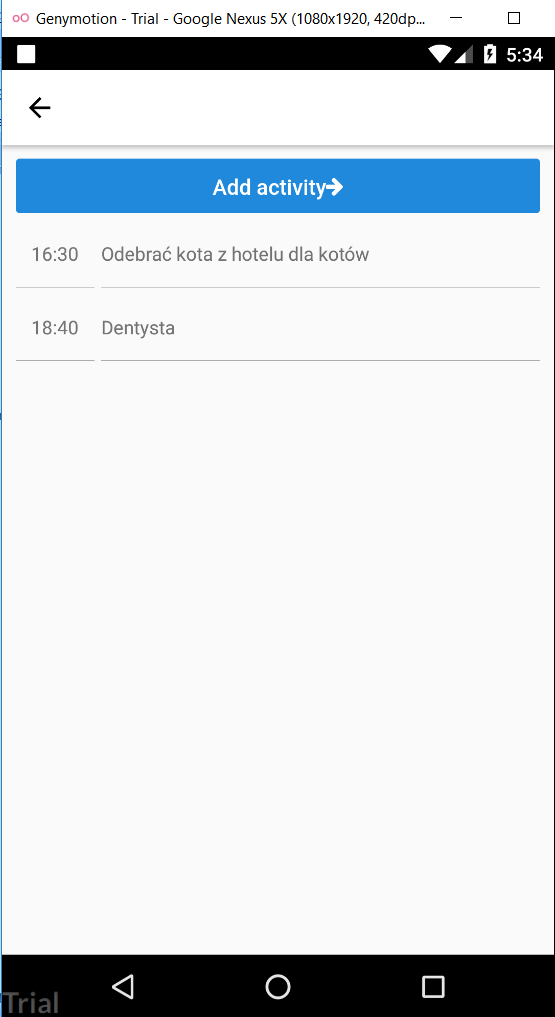 Genymotion - Trial - Google Nexus 5X (1080x1920, 420dp...
5:34
Add activity
16:30 Odebrać kota z hotelu dla kotów
18:40 Dentysta
Trial